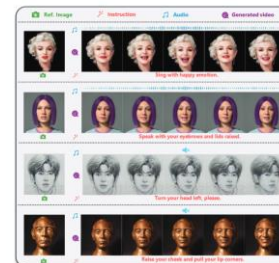 Ref. Image Instruction Audio Generated video
Sing with happy emotion.
Speak with your eyebrows and lids raised.
Turn your head left, please.
Raise your cheek and pull your lip corners.